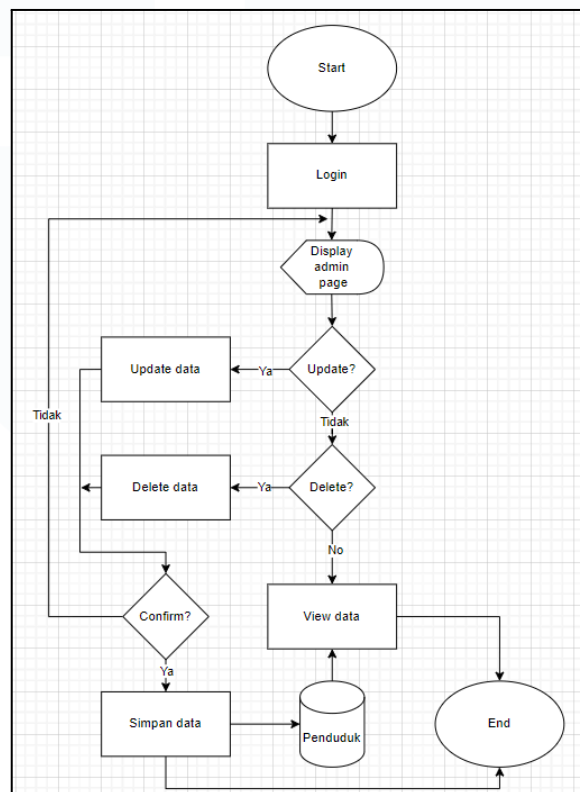 Start
Login
Display
admin
page
Update data
Ya
Update?
Tidak
Tidak
Delete data
Ya
Delete?
No
Confirm?
View data
Ya
Simpan data
Penduduk
End